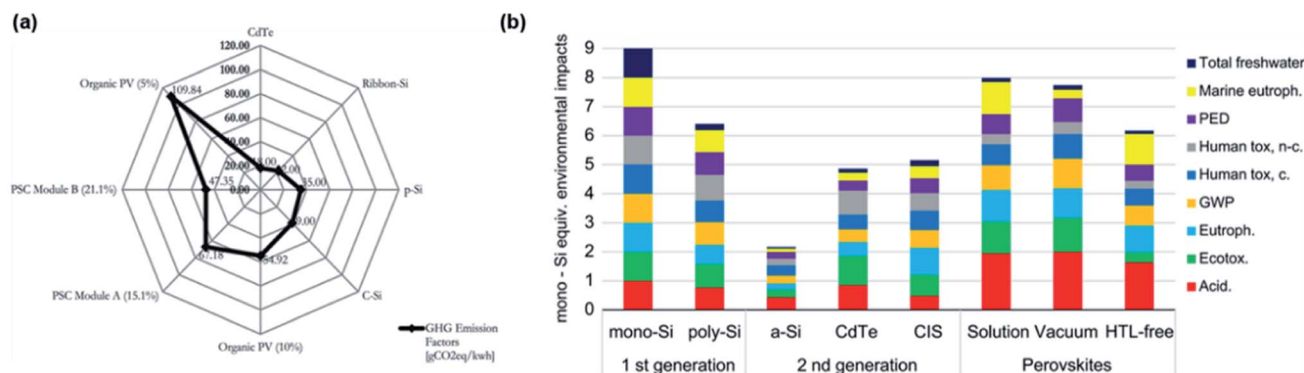 (a)
CdTe
120.00
100.00
80.00
60.00
40.00
20.00
0.00
Organic PV (5%)
109.84
Ribbon-Si
PSC Module B (21.1%)
47.35
p-Si
PSC Module A (15.1%)
67.18
C-Si
Organic PV (10%)
GHG Emission
Factors
[gCO2eq/kwh]
(b)
mono - Si equiv. environmental impacts
9
8
7
6
5
4
3
2
1
0
mono-Si poly-Si a-Si CdTe CIS Solution Vacuum HTL-free
1 st generation 2 nd generation Perovskites
Total freshwater
Marine eutroph.
PED
Human tox, n-c.
Human tox, c.
GWP
Eutroph.
Ecotox.
Acid.